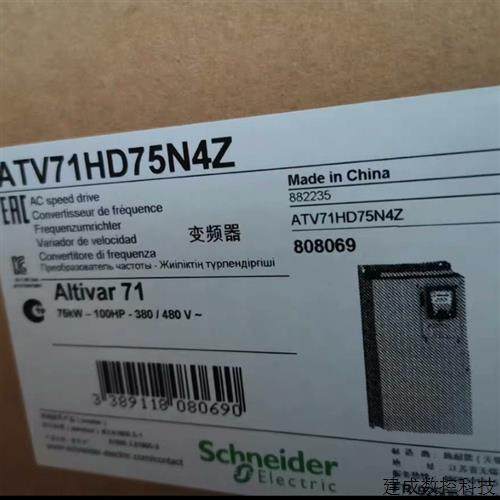 ATV71HD75N4Z
EAC
AC speed drive
Convertisseur de fréquence
Frequenzumrichter
Variador de velocidad
变频器
Convertitore di frequenza
Преобразователь частоты - Жиіліктің түрлендіргіші
Altivar 71
75kW - 100HP - 380 / 480 V ~
3 389118 080690
Made in China
882235
ATV71HD75N4Z
808069
Schneider
Electric
建成数控科技